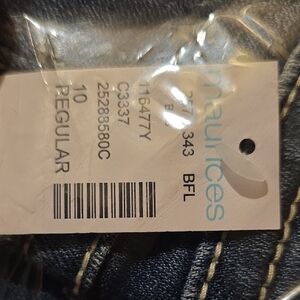 maurices
343 BFL
116477Y
C3337
25288580C
10
REGULAR